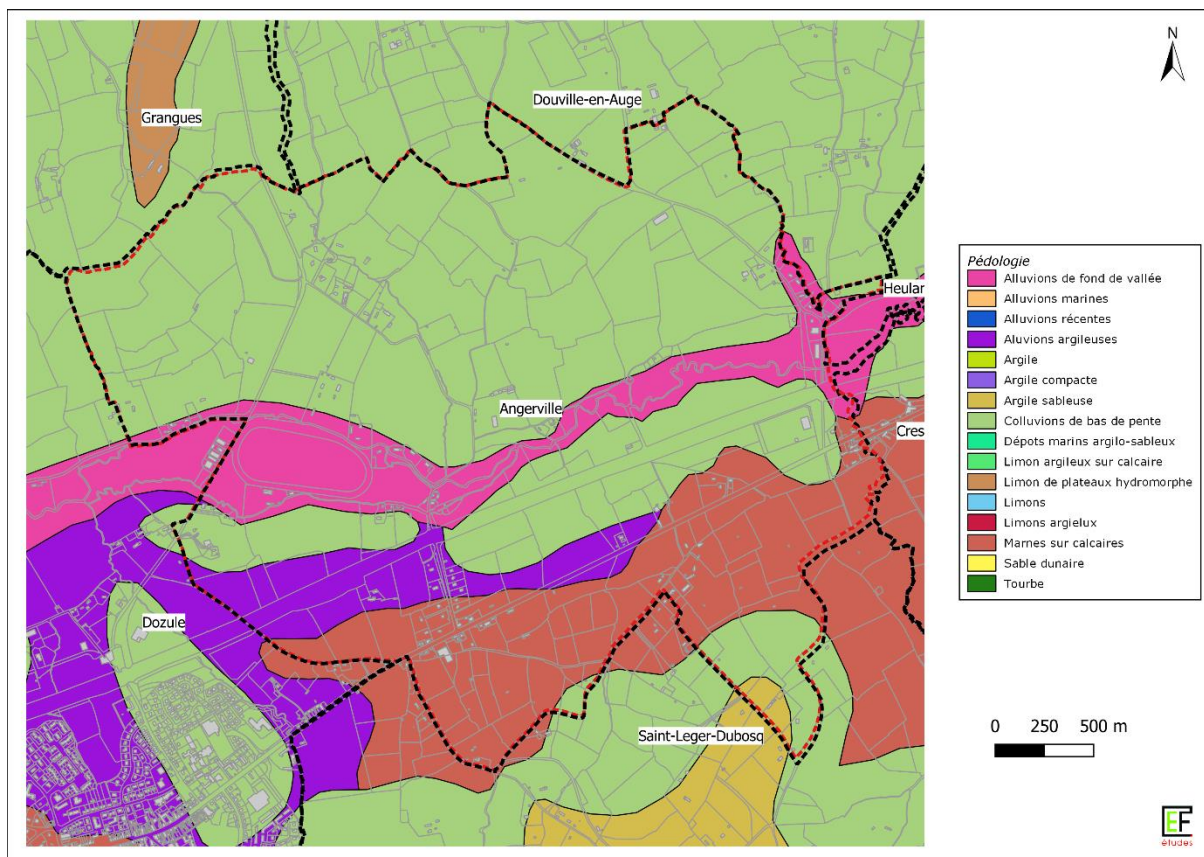 N
Douville-en-Auge
Grangues
Heular
Angerville
Cres
Dozule
Saint-Leger-Dubosq
Pédologie
Alluvions de fond de vallée
Alluvions marines
Alluvions récentes
Aluvions argileuses
Argile
Argile compacte
Argile sableuse
Colluvions de bas de pente
Dépots marins argilo-sableux
Limon argileux sur calcaire
Limon de plateaux hydromorphe
Limons
Limons argielux
Marnes sur calcaires
Sable dunaire
Tourbe
0 250 500 m
EF
études